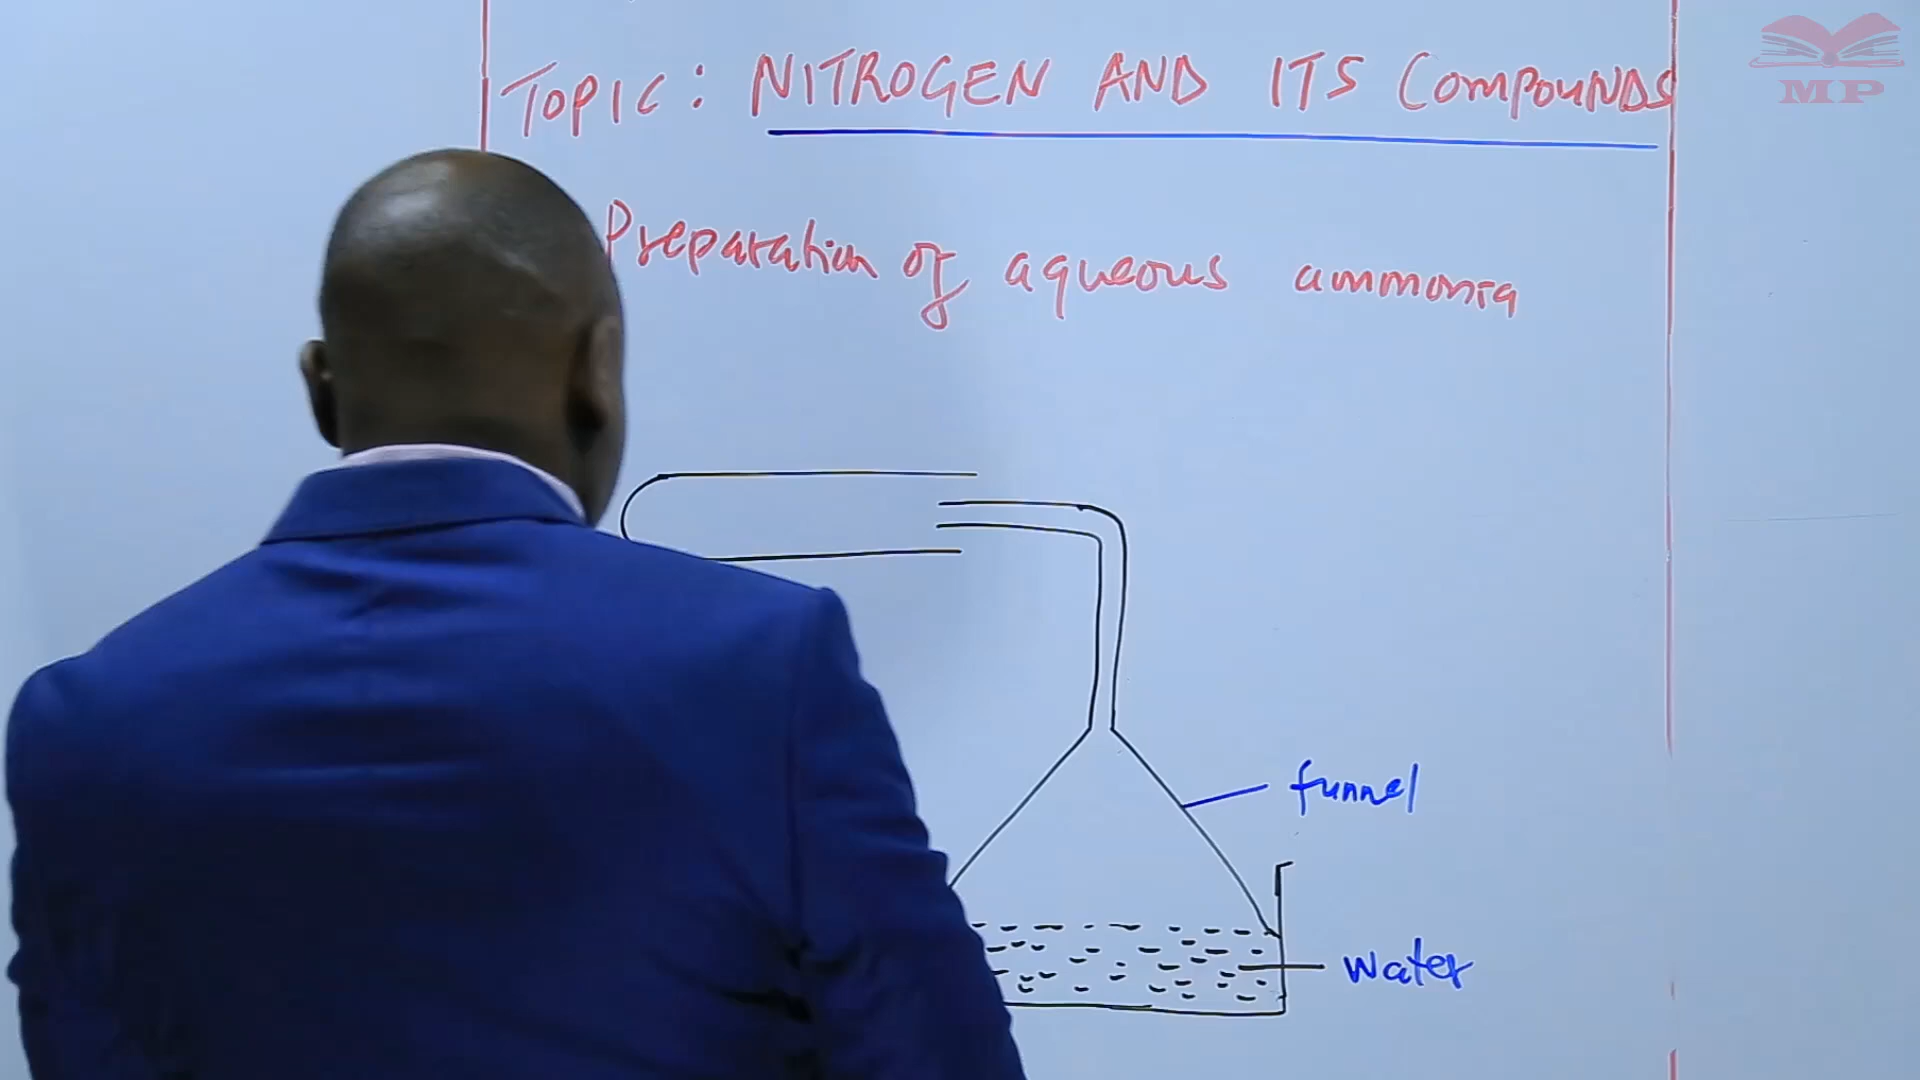 TOPIC: NITROGEN AND ITS COMPOUNDS
MP
Preparation of aqueous ammonia
funnel
water